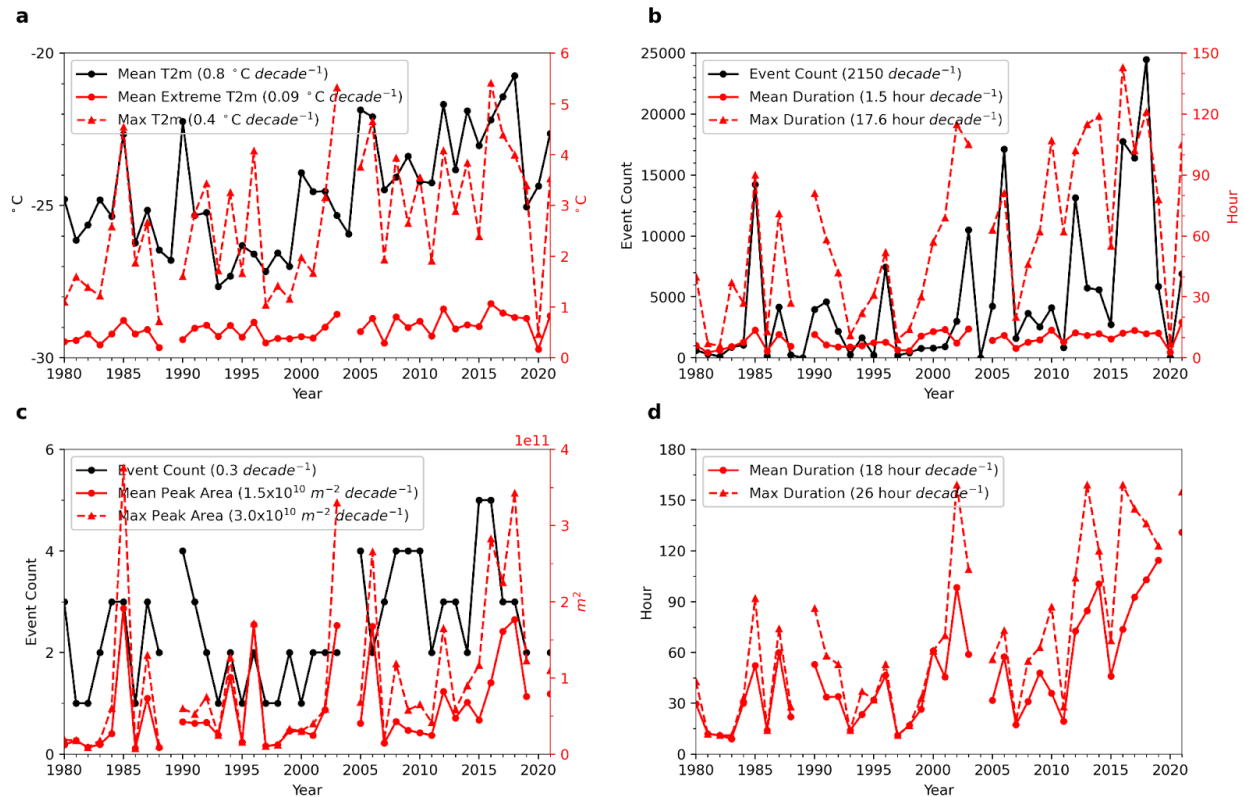 a
-20
-25
-30
°C
Mean T2m (0.8 °C decade⁻¹)
Mean Extreme T2m (0.09 °C decade⁻¹)
Max T2m (0.4 °C decade⁻¹)
6
5
4
3
2
1
0
°C
1980 1985 1990 1995 2000 2005 2010 2015 2020
Year
b
25000
20000
15000
10000
5000
0
Event Count
Event Count (2150 decade⁻¹)
Mean Duration (1.5 hour decade⁻¹)
Max Duration (17.6 hour decade⁻¹)
150
120
90
60
30
0
Hour
1980 1985 1990 1995 2000 2005 2010 2015 2020
Year
c
6
4
2
0
Event Count
Event Count (0.3 decade⁻¹)
Mean Peak Area (1.5x10¹⁰ m⁻² decade⁻¹)
Max Peak Area (3.0x10¹⁰ m⁻² decade⁻¹)
1e11
4
3
2
1
0
m²
1980 1985 1990 1995 2000 2005 2010 2015 2020
Year
d
180
150
120
90
60
30
0
Hour
Mean Duration (18 hour decade⁻¹)
Max Duration (26 hour decade⁻¹)
1980 1985 1990 1995 2000 2005 2010 2015 2020
Year